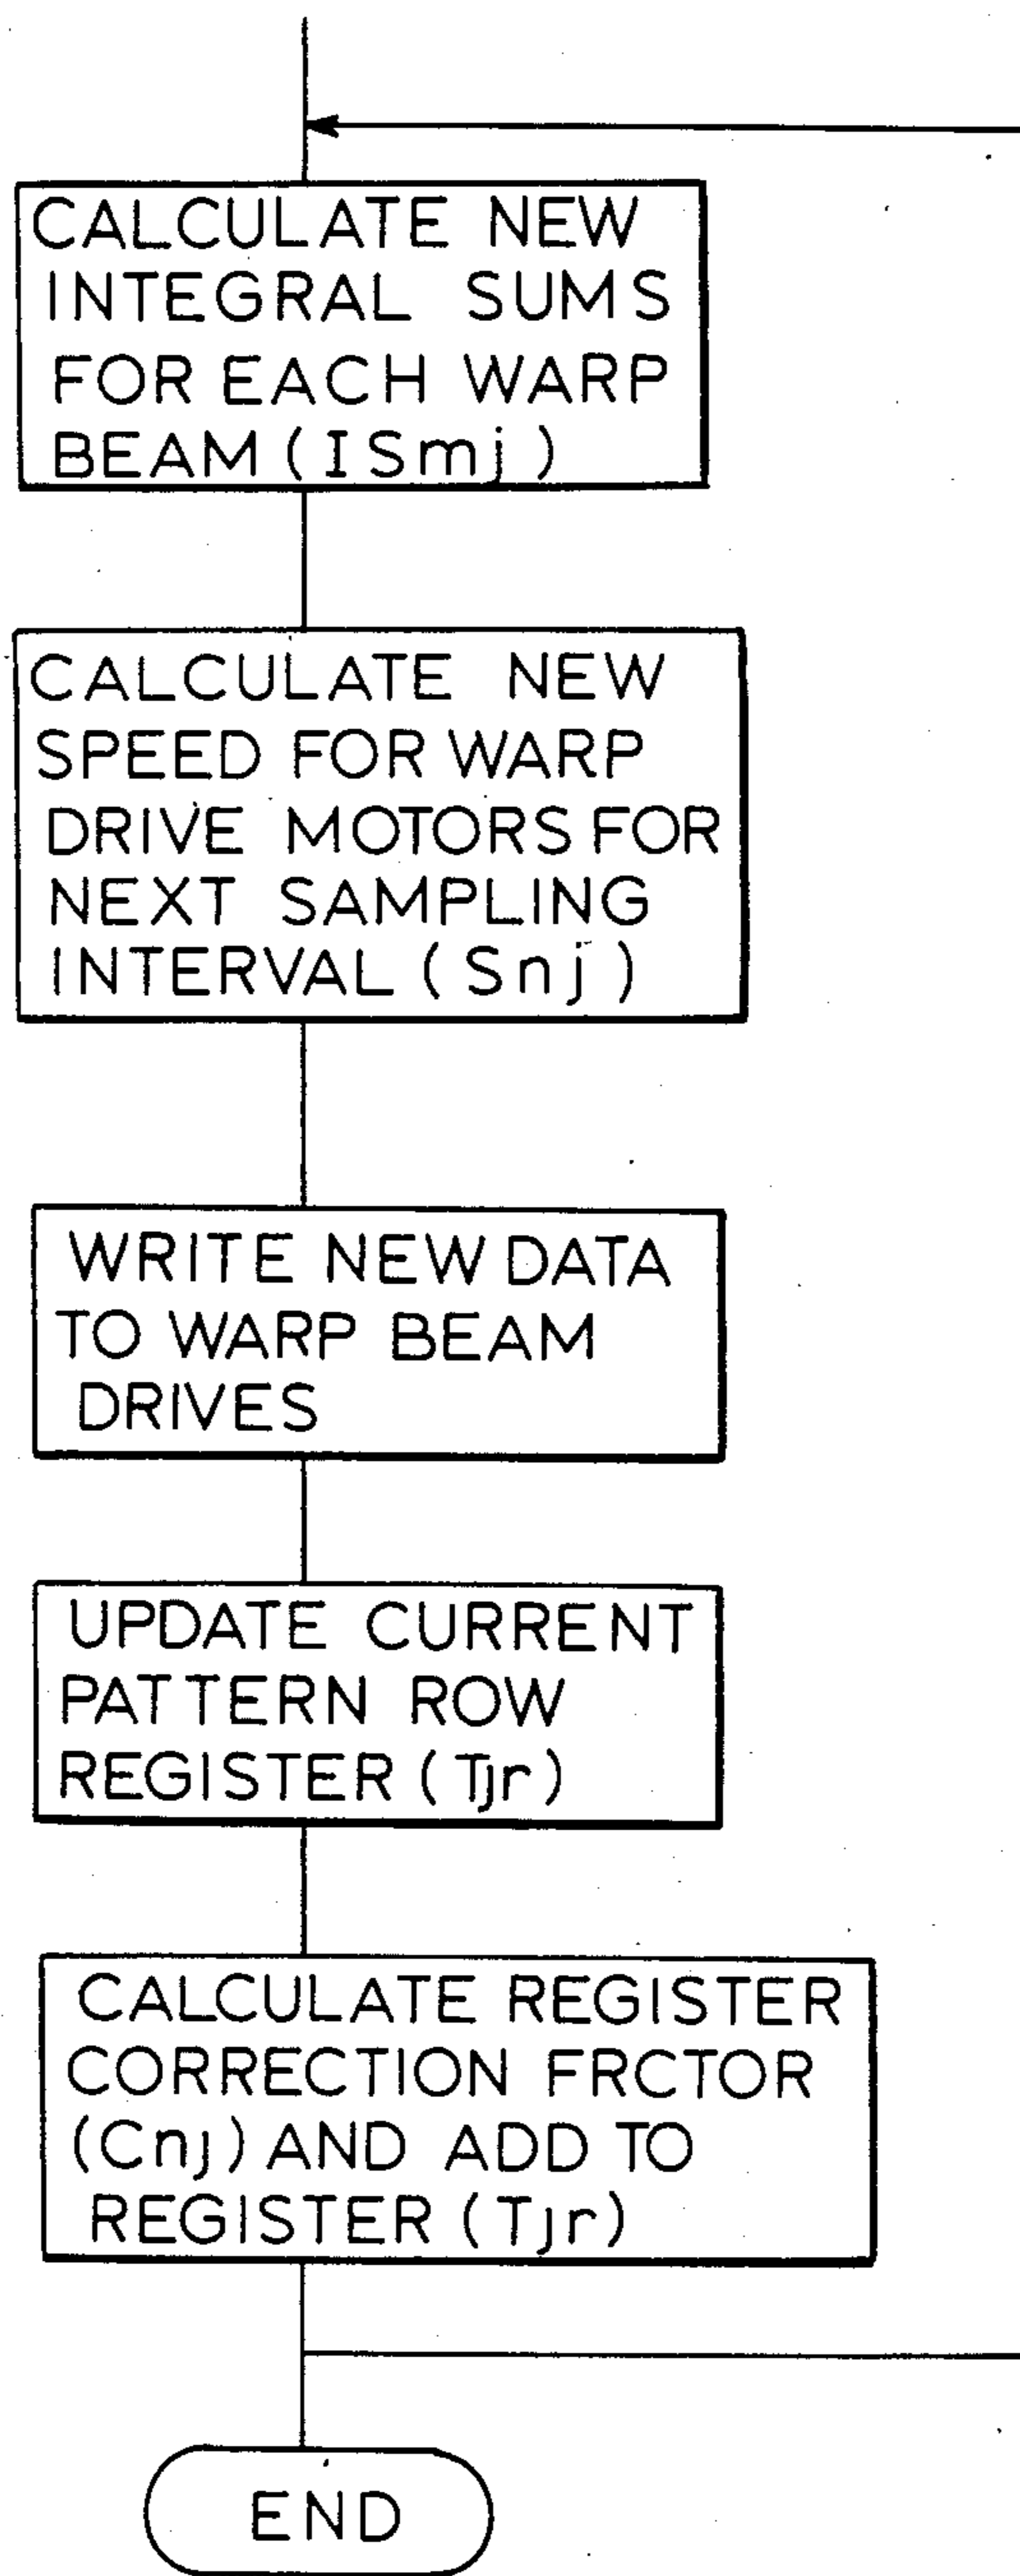 CALCULATE NEW
INTEGRAL SUMS
FOR EACH WARP
BEAM (ISmj)
CALCULATE NEW
SPEED FOR WARP
DRIVE MOTORS FOR
NEXT SAMPLING
INTERVAL (Snj)
WRITE NEW DATA
TO WARP BEAM
DRIVES
UPDATE CURRENT
PATTERN ROW
REGISTER (Tjr)
CALCULATE REGISTER
CORRECTION FRCTOR
(Cnj) AND ADD TO
REGISTER (Tjr)
END